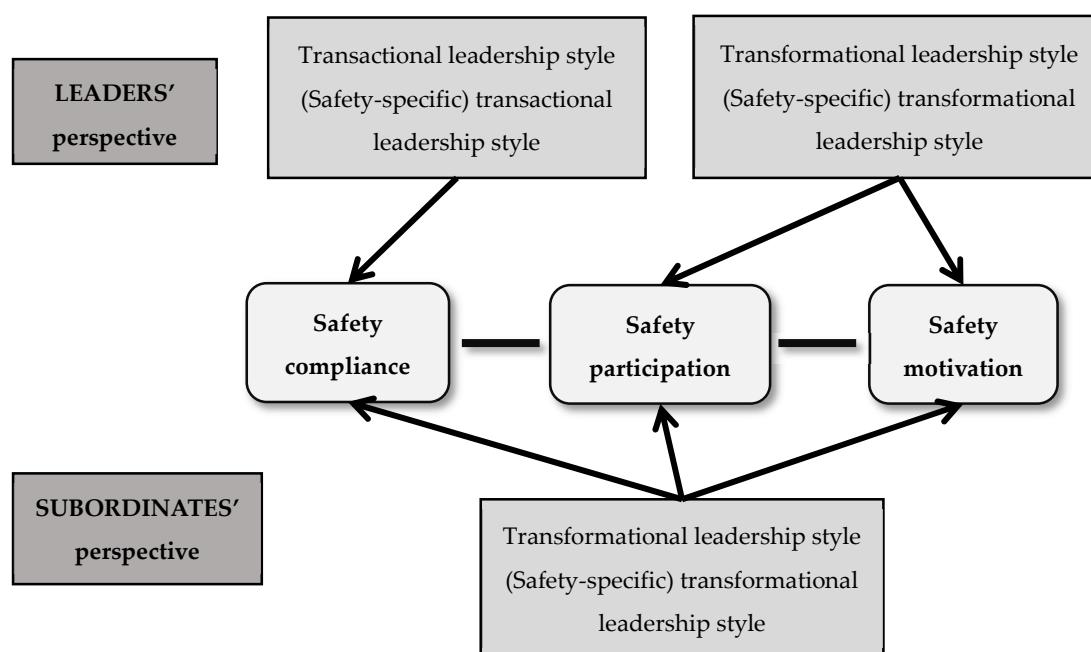 LEADERS’
perspective
Transactional leadership style
(Safety-specific) transactional
leadership style
Transformational leadership style
(Safety-specific) transformational
leadership style
Safety
compliance
Safety
participation
Safety
motivation
SUBORDINATES’
perspective
Transformational leadership style
(Safety-specific) transformational
leadership style